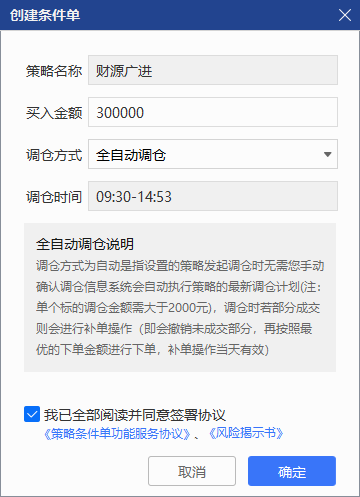 创建条件单
策略名称 财源广进
买入金额 300000
调仓方式 全自动调仓
调仓时间 09:30-14:53
全自动调仓说明
调仓方式为自动是指设置的策略发起调仓时无需您手动
确认调仓信息系统会自动执行策略的最新调仓计划(注:
单个标的调仓金额需大于2000元)，调仓时若部分成交
则会进行补单操作（即会撤销未成交部分，再按照最
优的下单金额进行下单，补单操作当天有效）
我已全部阅读并同意签署协议
《策略条件单功能服务协议》、《风险揭示书》
取消 确定